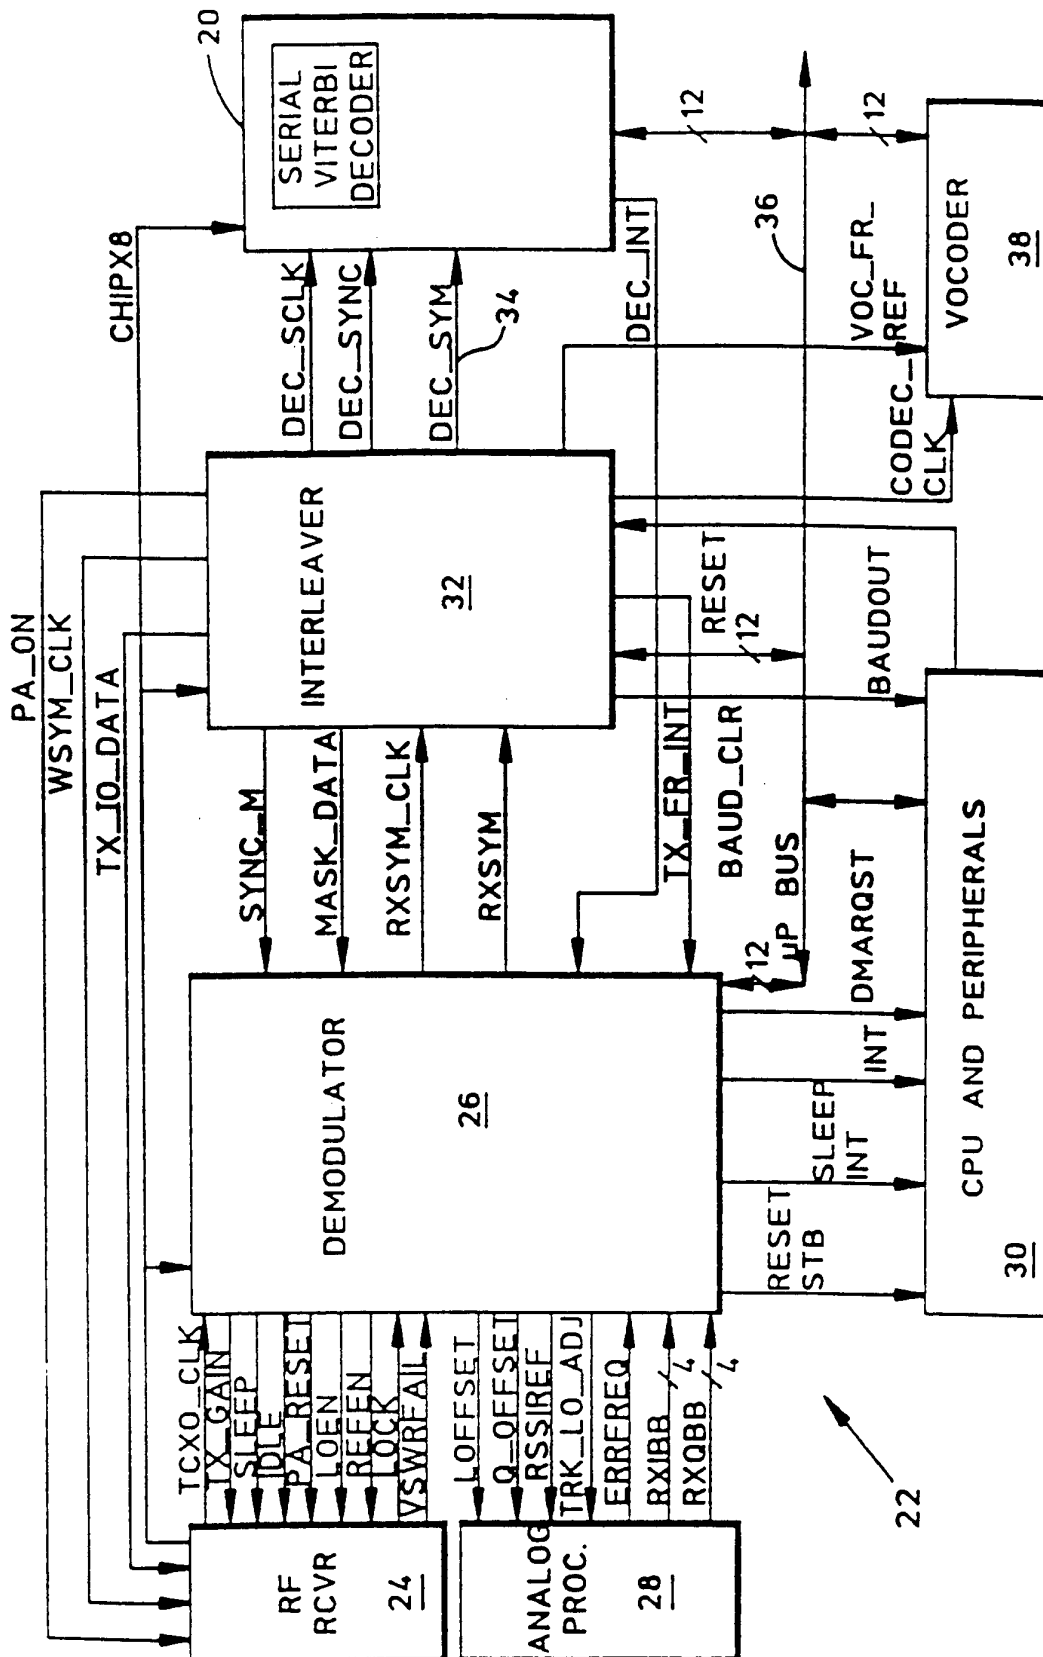 PA_ON
WSYM_CLK
TX_IO_DATA
CHIPX8
20
SERIAL
VITERBI
DECODER
DEC_SCLK
DEC_SYNC
DEC_SYM
34
DEC_INT
12
12
36
VOC_FR_
REF
CODEC_
CLK
VOCODER
38
INTERLEAVER
32
RESET
12
BAUDOUT
SYNC_M
MASK_DATA
RXSYM_CLK
RXSYM
TX_FR_INT
BAUD_CLR
µP BUS
12
DEMODULATOR
26
DMARQST
INT
SLEEP
INT
RESET
STB
CPU AND PERIPHERALS
30
TCXO_CLK
TX_GAIN
SLEEP
IDLE
PA_RESET
LOEN
REFEN
LOCK
VSWRFAIL
I_OFFSET
Q_OFFSET
RSSIREF
TRK_LO_ADJ
ERRFREQ
RXIBB
4
RXQBB
4
RF
RCVR
24
ANALOG
PROC.
28
22